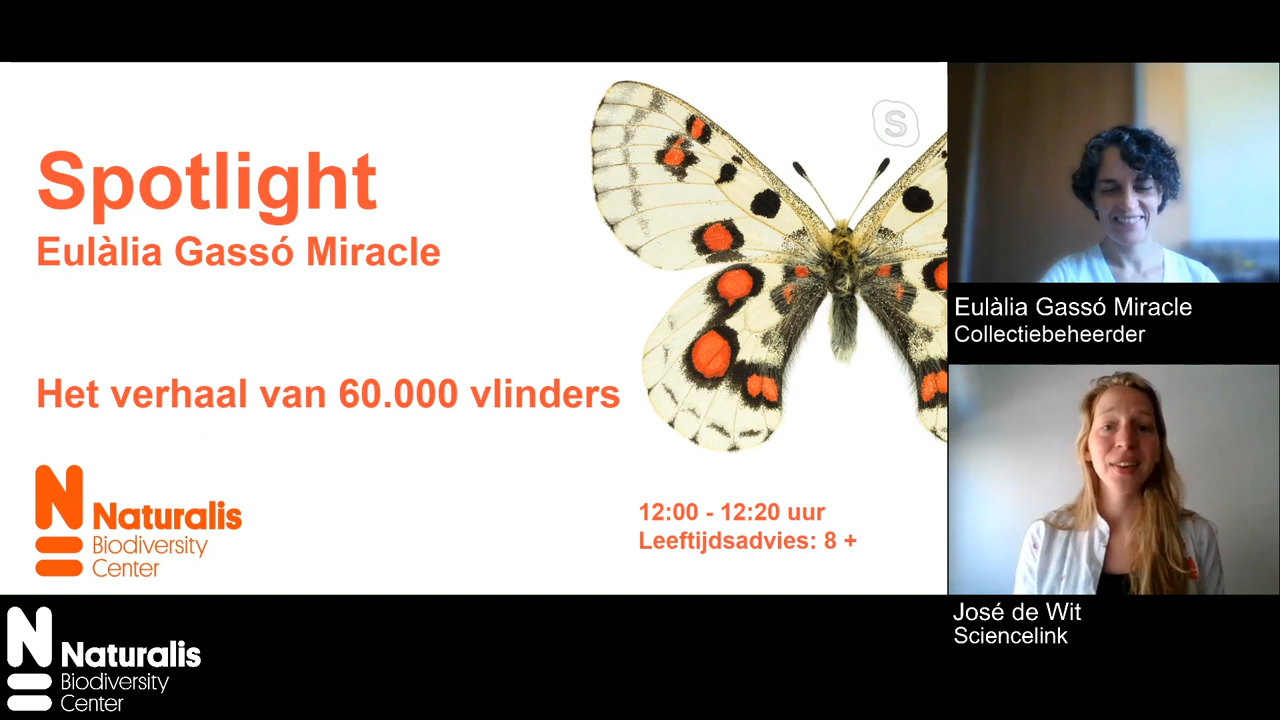 Spotlight
Eulàlia Gassó Miracle
Het verhaal van 60.000 vlinders
Naturalis
Biodiversity
Center
12:00 - 12:20 uur
Leeftijdsadvies: 8 +
S
Eulàlia Gassó Miracle
Collectiebeheerder
José de Wit
Sciencelink
Naturalis
Biodiversity
Center